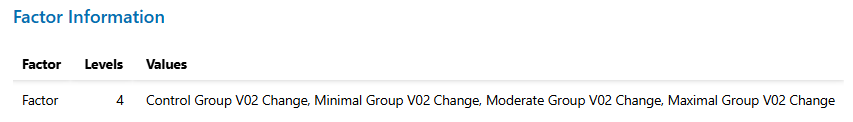 Factor Information
Factor Levels Values
Factor 4 Control Group V02 Change, Minimal Group V02 Change, Moderate Group V02 Change, Maximal Group V02 Change